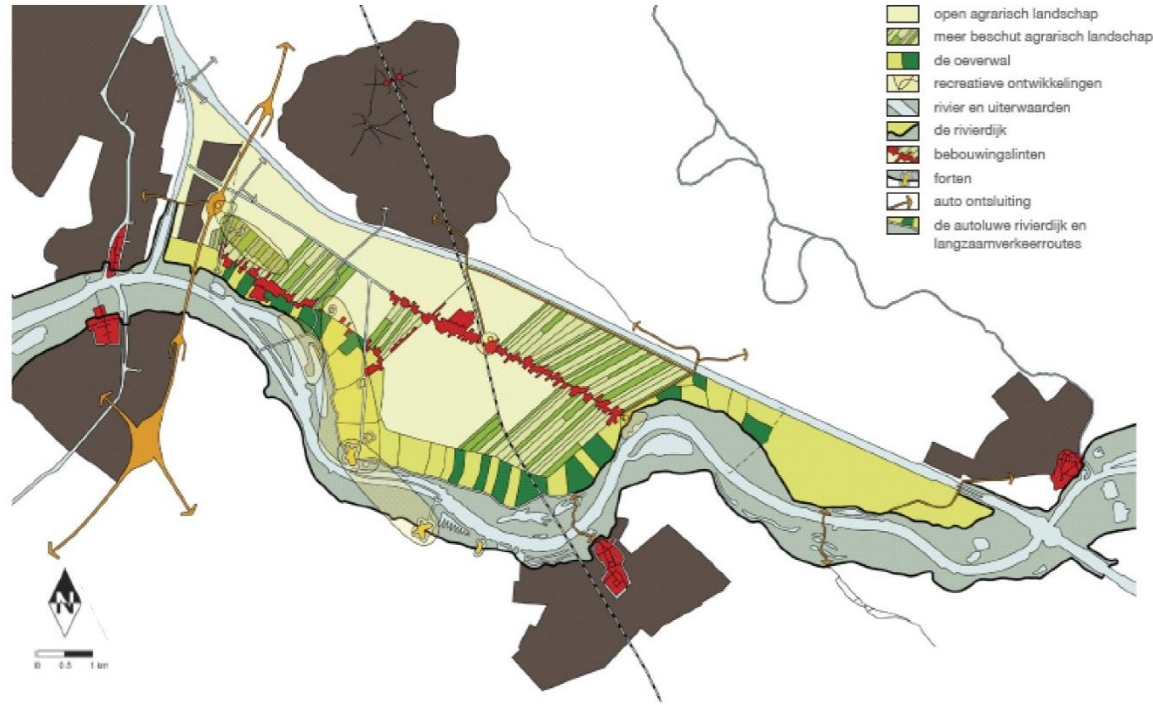 open agrarisch landschap
meer beschut agrarisch landschap
de oeverwal
recreatieve ontwikkelingen
rivier en uiterwaarden
de rivierdijk
bebouwingslinten
forten
auto ontsluiting
de autoluwe rivierdijk en
langzaamverkeerroutes
N
0 0.5 1 km